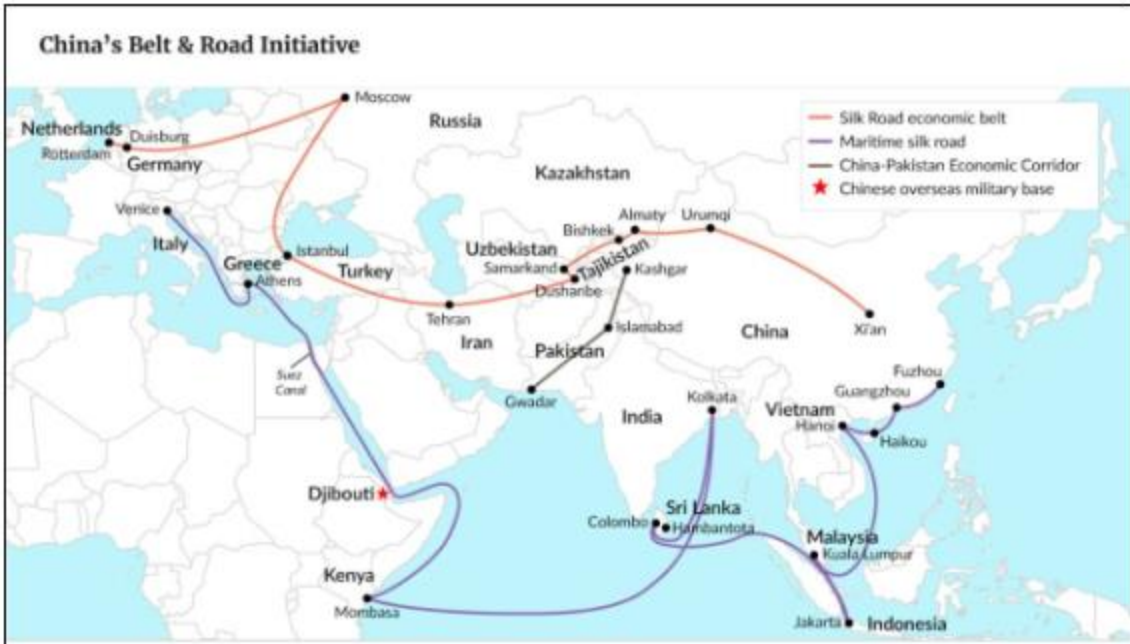 China's Belt & Road Initiative
Silk Road economic belt
Maritime silk road
China-Pakistan Economic Corridor
Chinese overseas military base
Moscow
Russia
Netherlands
Duisburg
Rotterdam
Germany
Kazakhstan
Venice
Italy
Almaty
Urumqi
Bishkek
Uzbekistan
Tajikistan
Istanbul
Greece
Athens
Turkey
Samarkand
Kashgar
Dushanbe
Tehran
Iran
Islamabad
Pakistan
China
Xi'an
Suez
Canal
Gwadar
Fuzhou
Guangzhou
Kolkata
India
Vietnam
Hanoi
Haikou
Djibouti
Sri Lanka
Colombo
Hambantota
Malaysia
Kuala Lumpur
Kenya
Mombasa
Jakarta
Indonesia